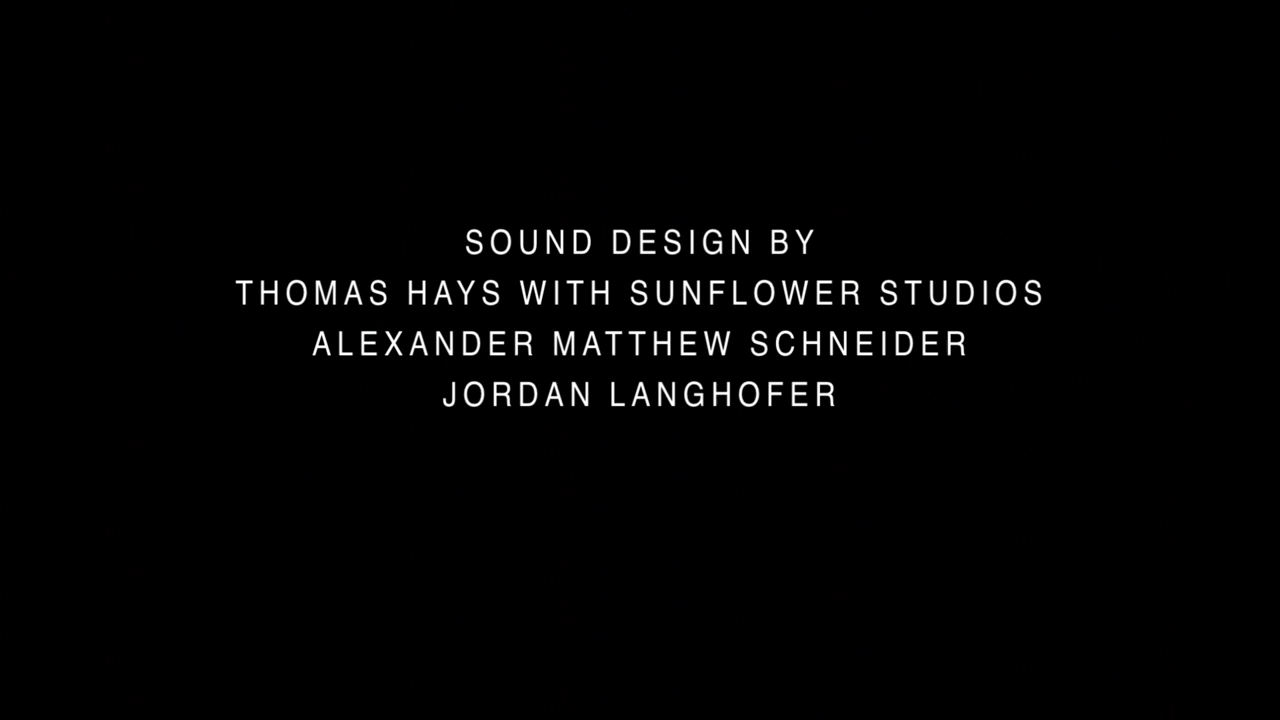 SOUND DESIGN BY
THOMAS HAYS WITH SUNFLOWER STUDIOS
ALEXANDER MATTHEW SCHNEIDER
JORDAN LANGHOFER